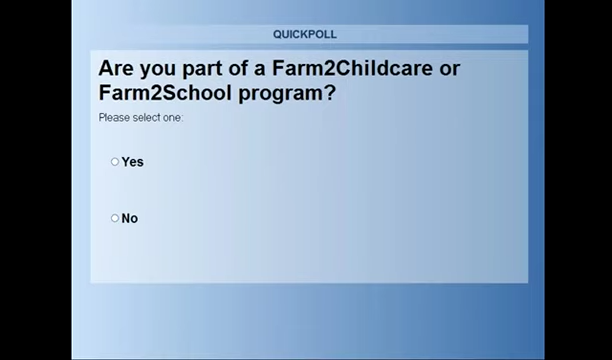 QUICKPOLL
Are you part of a Farm2Childcare or
Farm2School program?
Please select one:
Yes
No